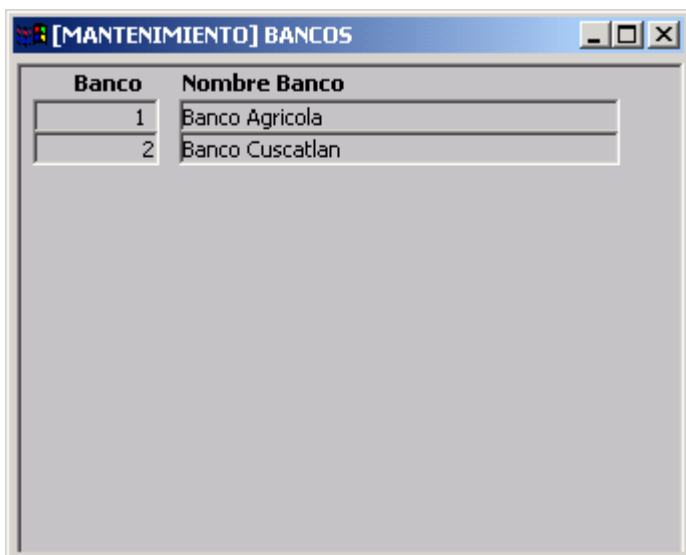 [MANTENIMIENTO] BANCOS
Banco Nombre Banco
1 Banco Agricola
2 Banco Cuscatlan